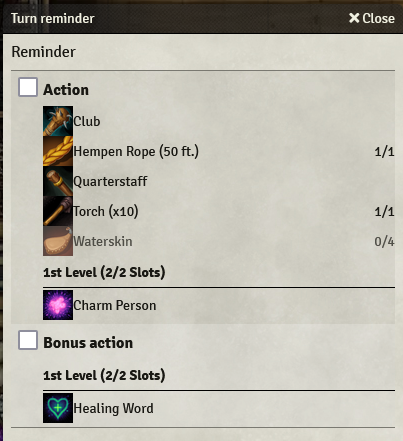 Turn reminder
Close
Reminder
Action
Club
Hempen Rope (50 ft.) 1/1
Quarterstaff
Torch (x10) 1/1
Waterskin 0/4
1st Level (2/2 Slots)
Charm Person
Bonus action
1st Level (2/2 Slots)
Healing Word